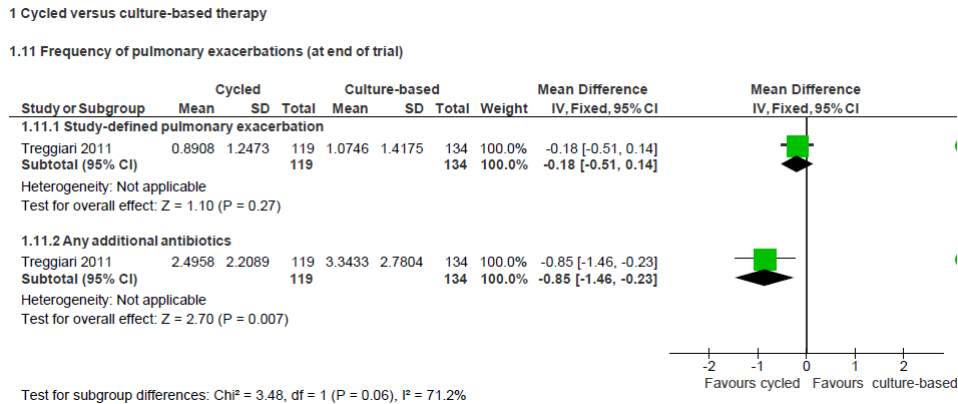 1 Cycled versus culture-based therapy
1.11 Frequency of pulmonary exacerbations (at end of trial)
Cycled Culture-based Mean Difference Mean Difference
Study or Subgroup Mean SD Total Mean SD Total Weight IV, Fixed, 95% CI IV, Fixed, 95% CI
1.11.1 Study-defined pulmonary exacerbation
Treggiari 2011 0.8908 1.2473 119 1.0746 1.4175 134 100.0% -0.18 [-0.51, 0.14]
Subtotal (95% CI) 119 134 100.0% -0.18 [-0.51, 0.14]
Heterogeneity: Not applicable
Test for overall effect: Z = 1.10 (P = 0.27)
1.11.2 Any additional antibiotics
Treggiari 2011 2.4958 2.2089 119 3.3433 2.7804 134 100.0% -0.85 [-1.46, -0.23]
Subtotal (95% CI) 119 134 100.0% -0.85 [-1.46, -0.23]
Heterogeneity: Not applicable
Test for overall effect: Z = 2.70 (P = 0.007)
-2 -1 0 1 2
Favours cycled Favours culture-based
Test for subgroup differences: Chi² = 3.48, df = 1 (P = 0.06), I² = 71.2%